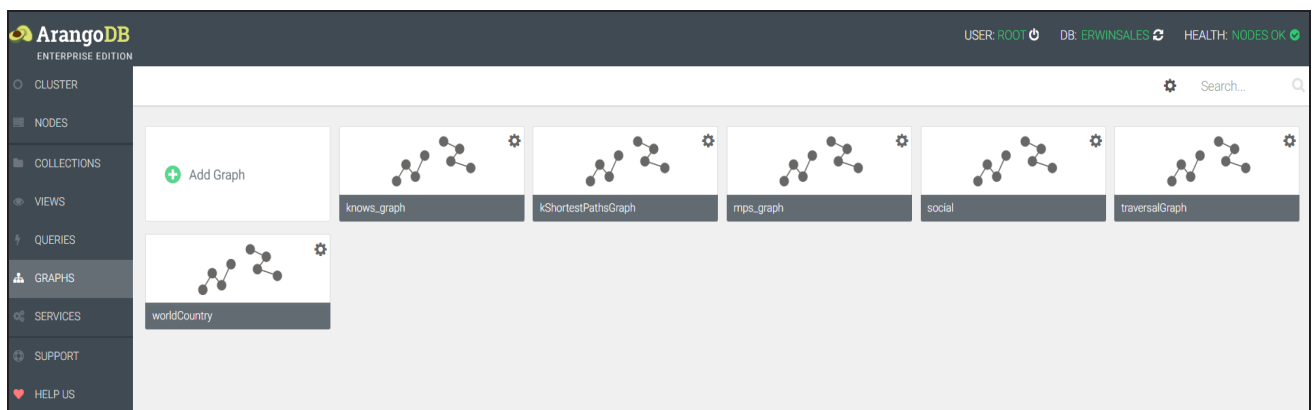 ArangoDB
ENTERPRISE EDITION
USER: ROOT DB: ERWINSALES HEALTH: NODES OK
CLUSTER
Search...
NODES
COLLECTIONS
VIEWS
QUERIES
GRAPHS
SERVICES
SUPPORT
HELP US
Add Graph
knows_graph
kShortestPathsGraph
mps_graph
social
traversalGraph
worldCountry